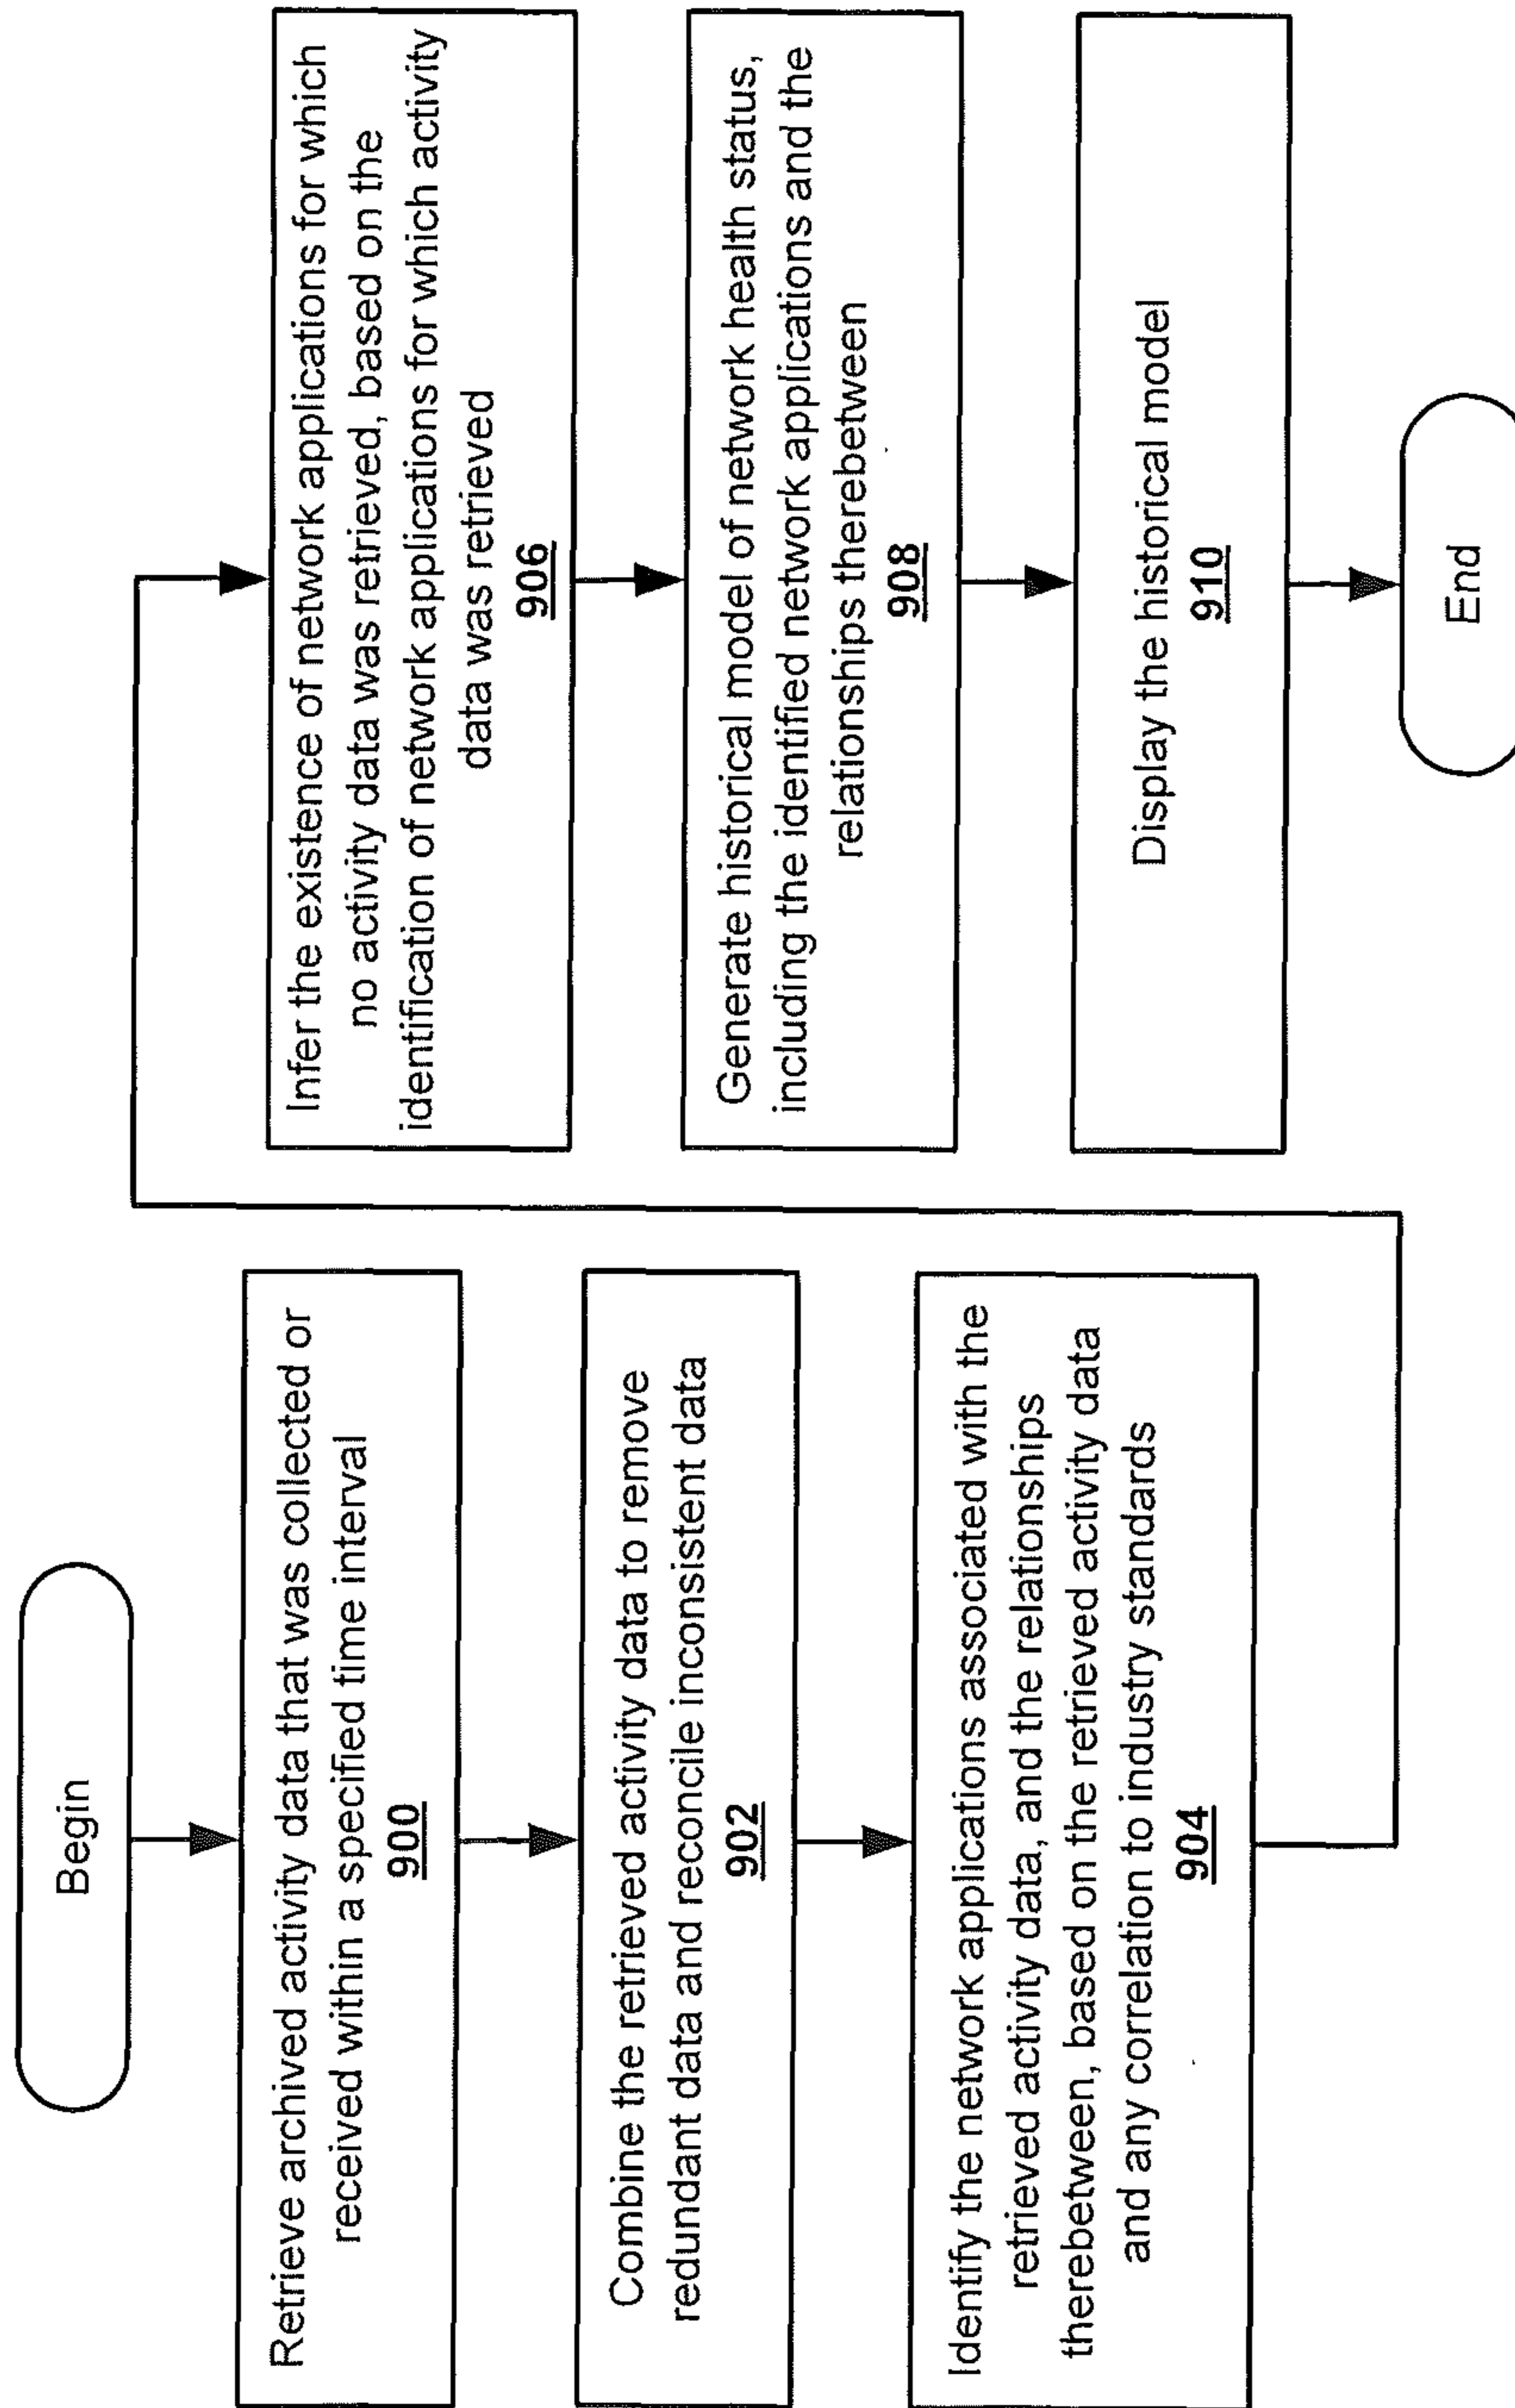 Begin
Retrieve archived activity data that was collected or
received within a specified time interval
900
Combine the retrieved activity data to remove
redundant data and reconcile inconsistent data
902
Identify the network applications associated with the
retrieved activity data, and the relationships
therebetween, based on the retrieved activity data
and any correlation to industry standards
904
Infer the existence of network applications for which
no activity data was retrieved, based on the
identification of network applications for which activity
data was retrieved
906
Generate historical model of network health status,
including the identified network applications and the
relationships therebetween
908
Display the historical model
910
End